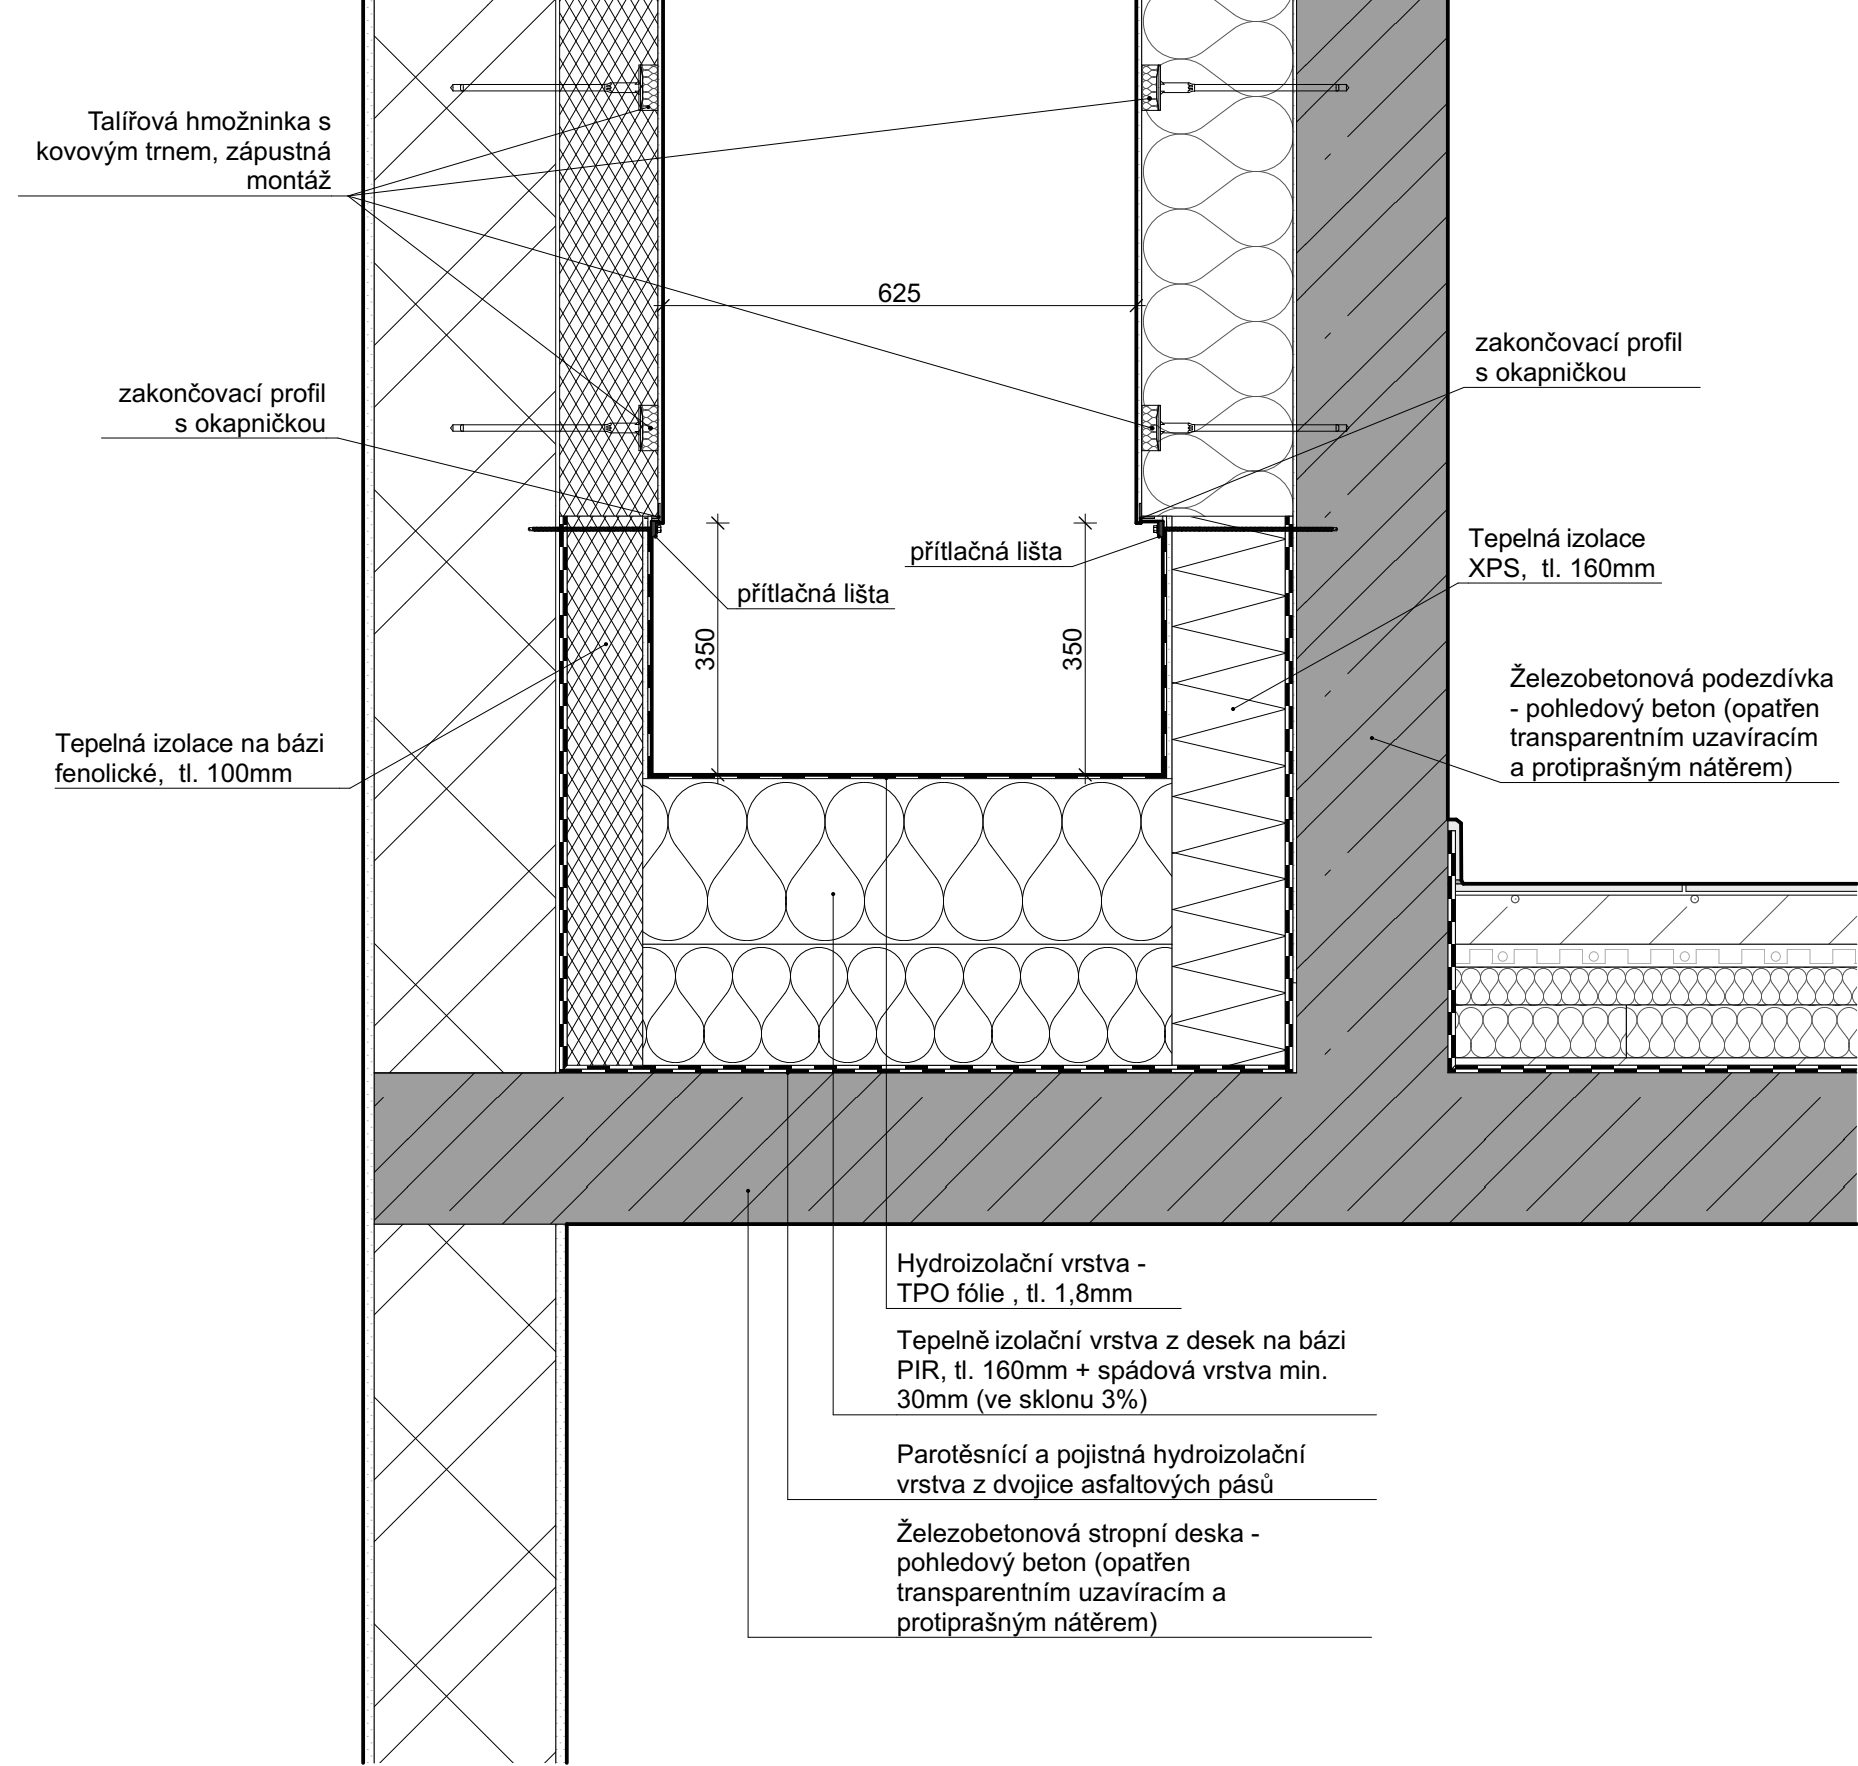 Talířová hmožninka s
kovovým trnem, zápustná
montáž
625
zakončovací profil
s okapničkou
zakončovací profil
s okapničkou
přítlačná lišta
přítlačná lišta
Tepelná izolace
XPS, tl. 160mm
350
350
Železobetonová podezdívka
- pohledový beton (opatřen
transparentním uzavíracím
a protiprašným nátěrem)
Tepelná izolace na bázi
fenolické, tl. 100mm
Hydroizolační vrstva -
TPO fólie , tl. 1,8mm
Tepelně izolační vrstva z desek na bázi
PIR, tl. 160mm + spádová vrstva min.
30mm (ve sklonu 3%)
Parotěsnící a pojistná hydroizolační
vrstva z dvojice asfaltových pásů
Železobetonová stropní deska -
pohledový beton (opatřen
transparentním uzavíracím a
protiprašným nátěrem)